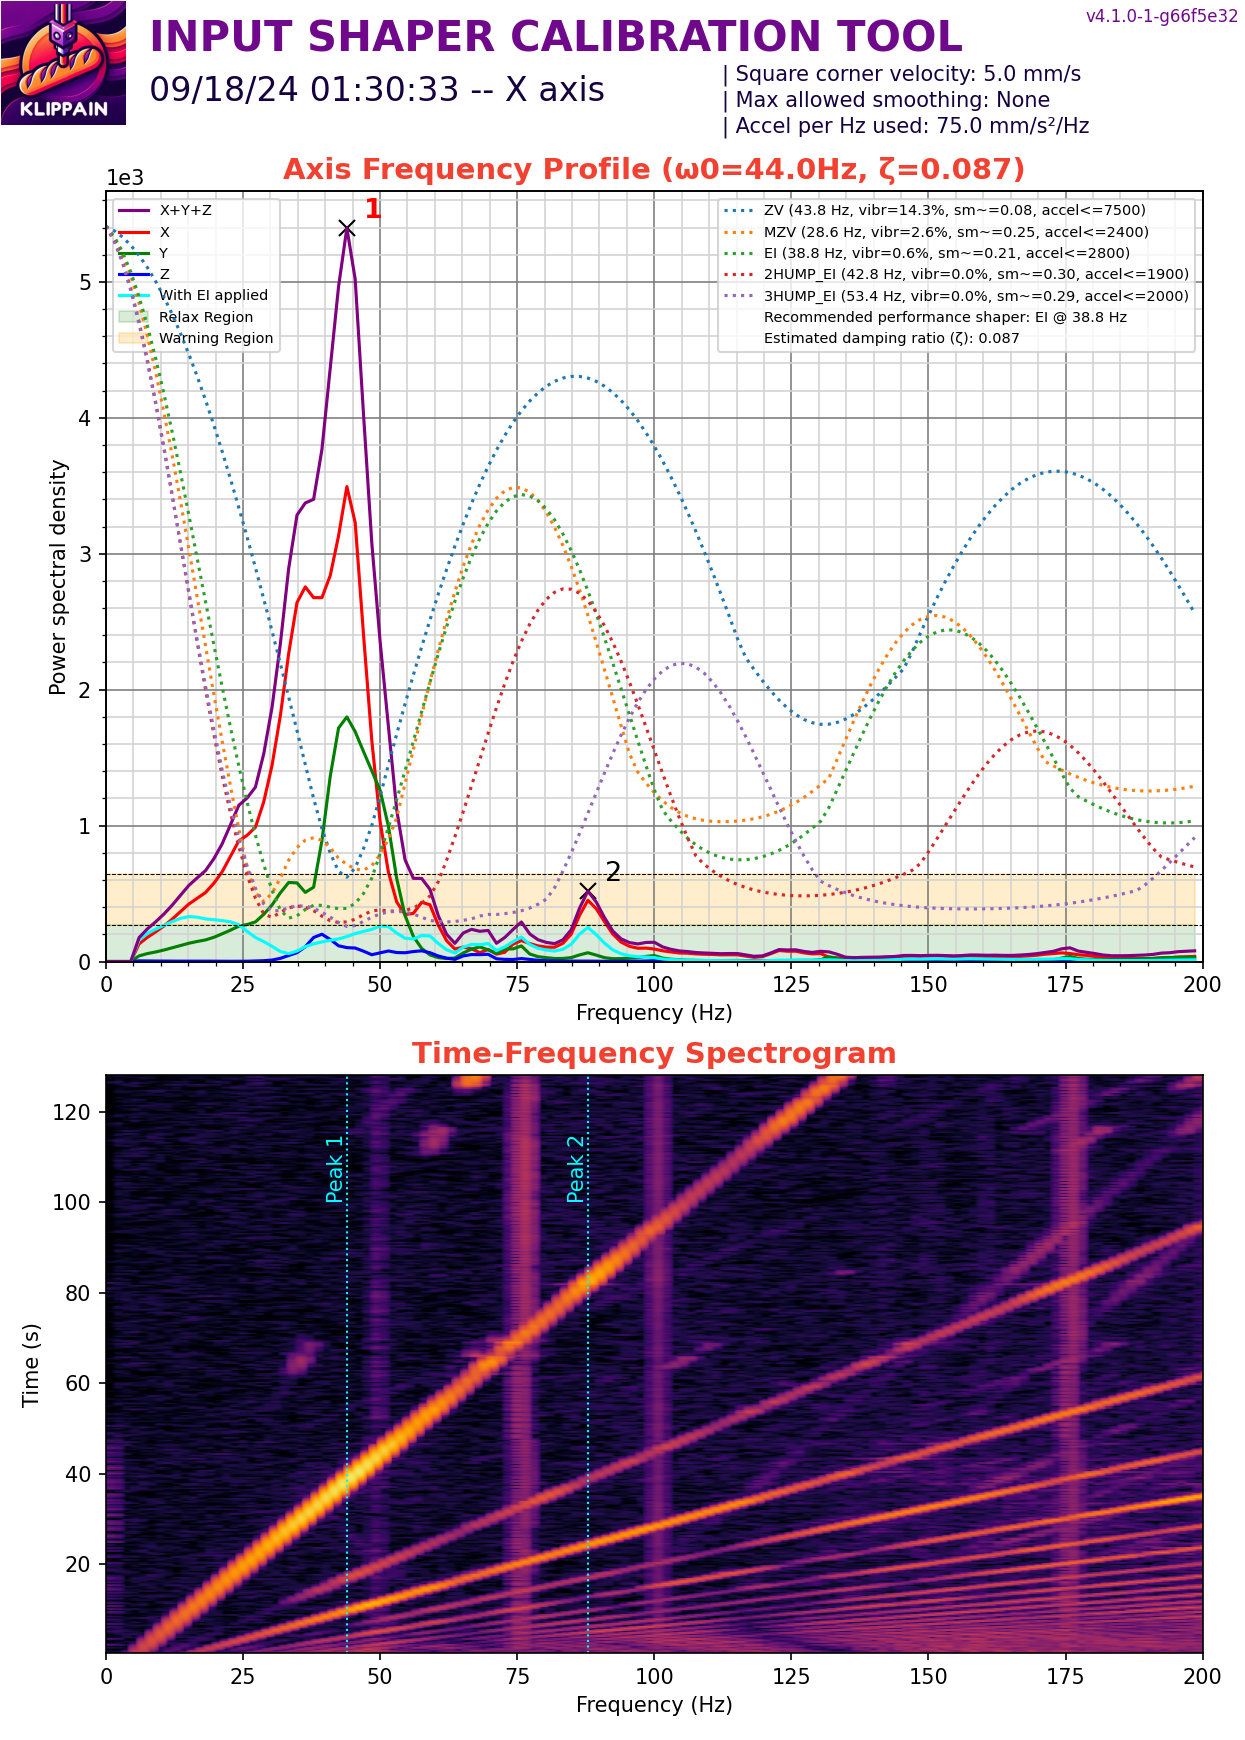 v4.1.0-1-g66f5e32
INPUT SHAPER CALIBRATION TOOL
09/18/24 01:30:33 -- X axis
| Square corner velocity: 5.0 mm/s
| Max allowed smoothing: None
| Accel per Hz used: 75.0 mm/s²/Hz
KLIPPAIN
Axis Frequency Profile (ω0=44.0Hz, ζ=0.087)
1e3
X+Y+Z
X
Y
Z
With EI applied
Relax Region
Warning Region
1
ZV (43.8 Hz, vibr=14.3%, sm~=0.08, accel<=7500)
MZV (28.6 Hz, vibr=2.6%, sm~=0.25, accel<=2400)
EI (38.8 Hz, vibr=0.6%, sm~=0.21, accel<=2800)
2HUMP_EI (42.8 Hz, vibr=0.0%, sm~=0.30, accel<=1900)
3HUMP_EI (53.4 Hz, vibr=0.0%, sm~=0.29, accel<=2000)
Recommended performance shaper: EI @ 38.8 Hz
Estimated damping ratio (ζ): 0.087
5
4
3
2
1
0
Power spectral density
2
0 25 50 75 100 125 150 175 200
Frequency (Hz)
Time-Frequency Spectrogram
120
100
80
60
40
20
Time (s)
Peak 1
Peak 2
0 25 50 75 100 125 150 175 200
Frequency (Hz)